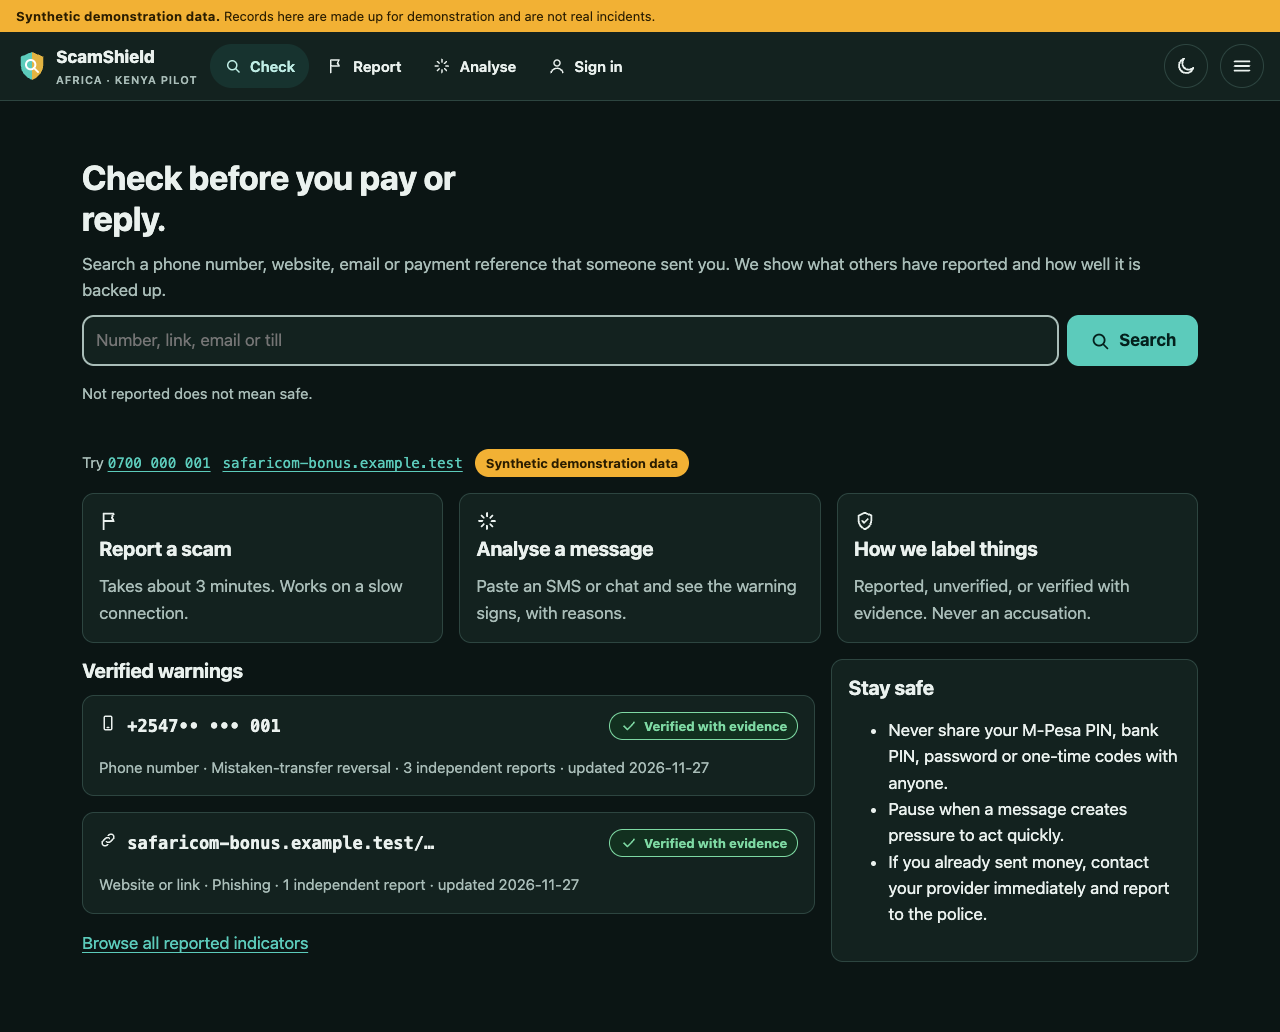 Synthetic demonstration data. Records here are made up for demonstration and are not real incidents.
ScamShield
AFRICA · KENYA PILOT
Check
Report
Analyse
Sign in
Check before you pay or
reply.
Search a phone number, website, email or payment reference that someone sent you. We show what others have reported and how well it is
backed up.
Number, link, email or till
Search
Not reported does not mean safe.
Try 0700 000 001 safaricom-bonus.example.test Synthetic demonstration data
Report a scam
Takes about 3 minutes. Works on a slow
connection.
Analyse a message
Paste an SMS or chat and see the warning
signs, with reasons.
How we label things
Reported, unverified, or verified with
evidence. Never an accusation.
Verified warnings
+2547•• ••• 001
Verified with evidence
Phone number · Mistaken-transfer reversal · 3 independent reports · updated 2026-11-27
safaricom-bonus.example.test/…
Verified with evidence
Website or link · Phishing · 1 independent report · updated 2026-11-27
Browse all reported indicators
Stay safe
• Never share your M-Pesa PIN, bank
PIN, password or one-time codes with
anyone.
• Pause when a message creates
pressure to act quickly.
• If you already sent money, contact
your provider immediately and report
to the police.